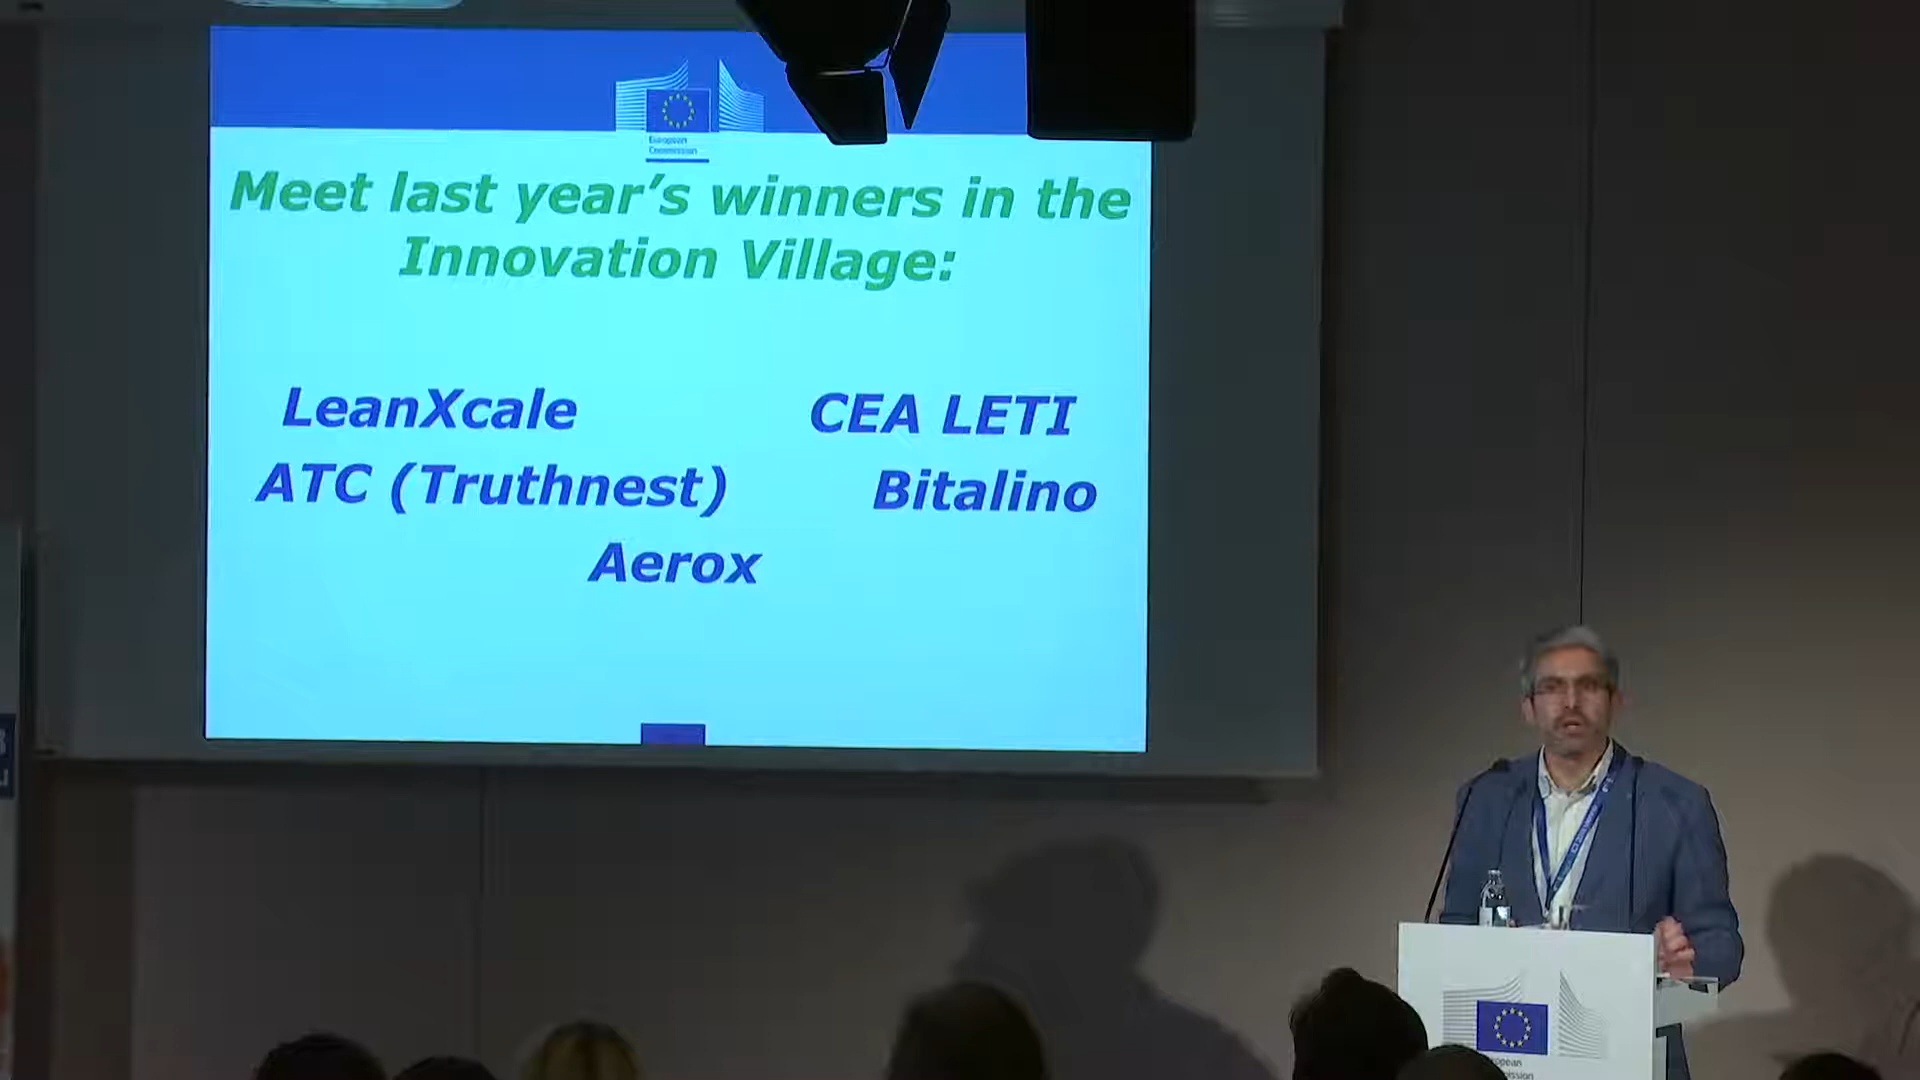 European
Commission
Meet last year's winners in the
Innovation Village:
LeanXcale CEA LETI
ATC (Truthnest) Bitalino
Aerox